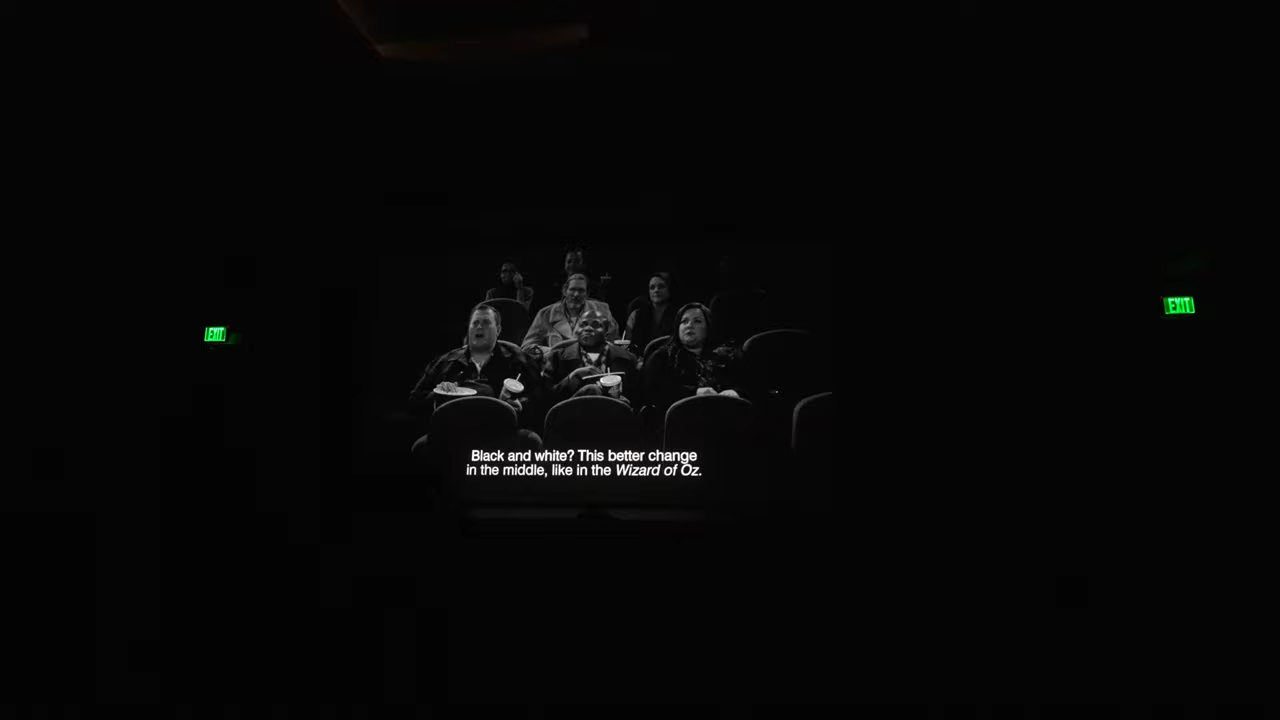 EXIT
EXIT
Black and white? This better change
in the middle, like in the Wizard of Oz.